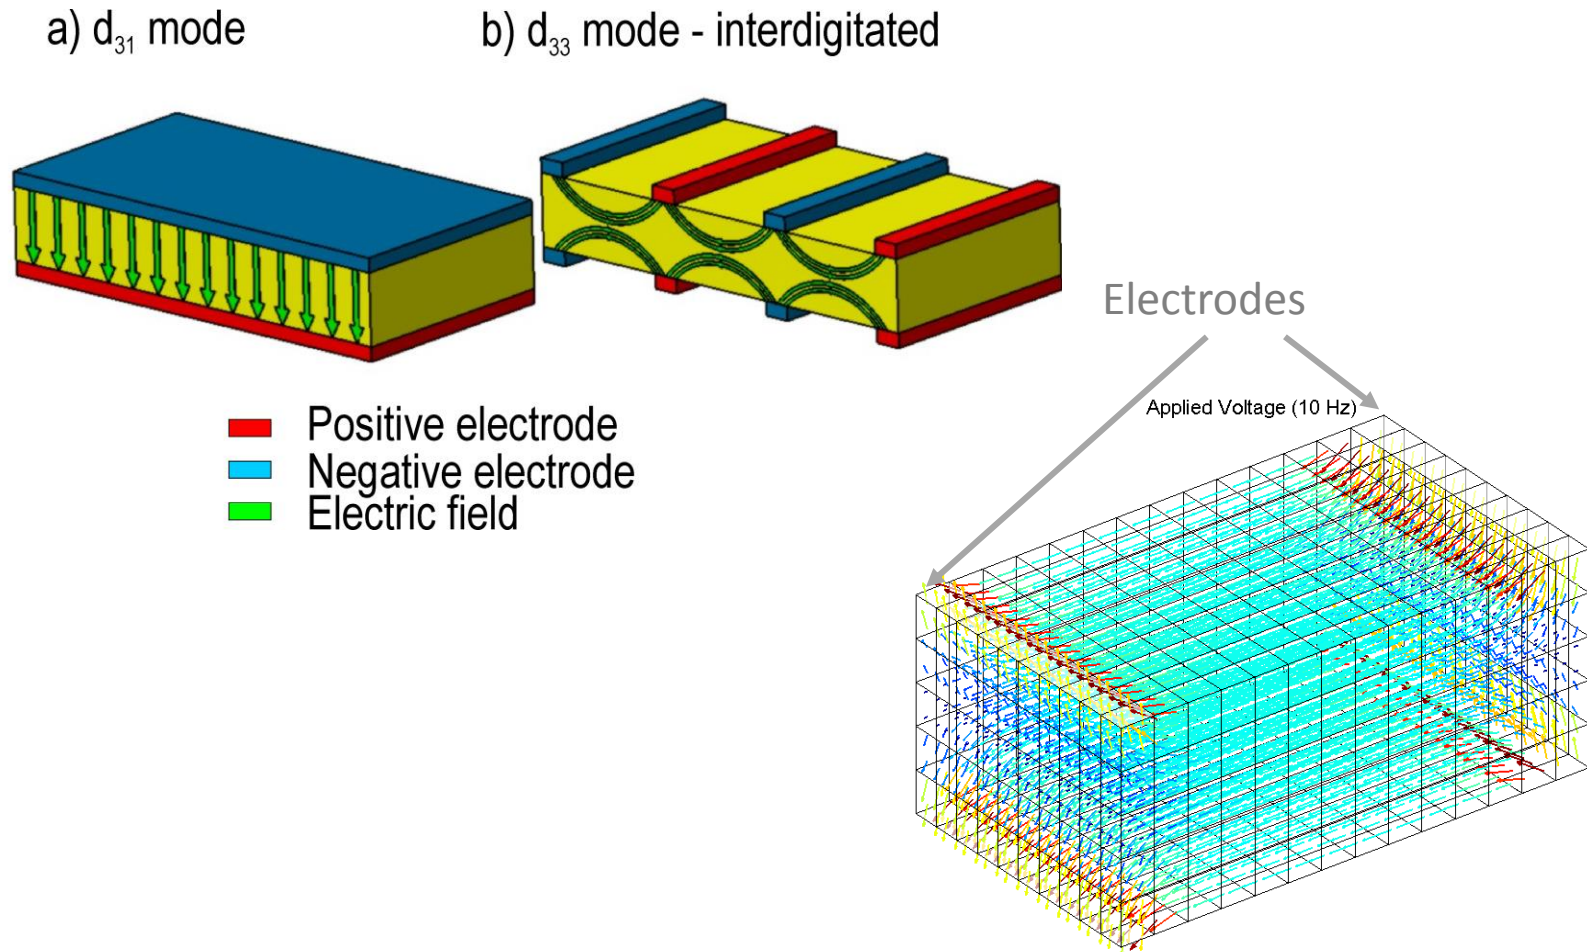 a) d31 mode
b) d33 mode - interdigitated
Electrodes
Applied Voltage (10 Hz)
Positive electrode
Negative electrode
Electric field